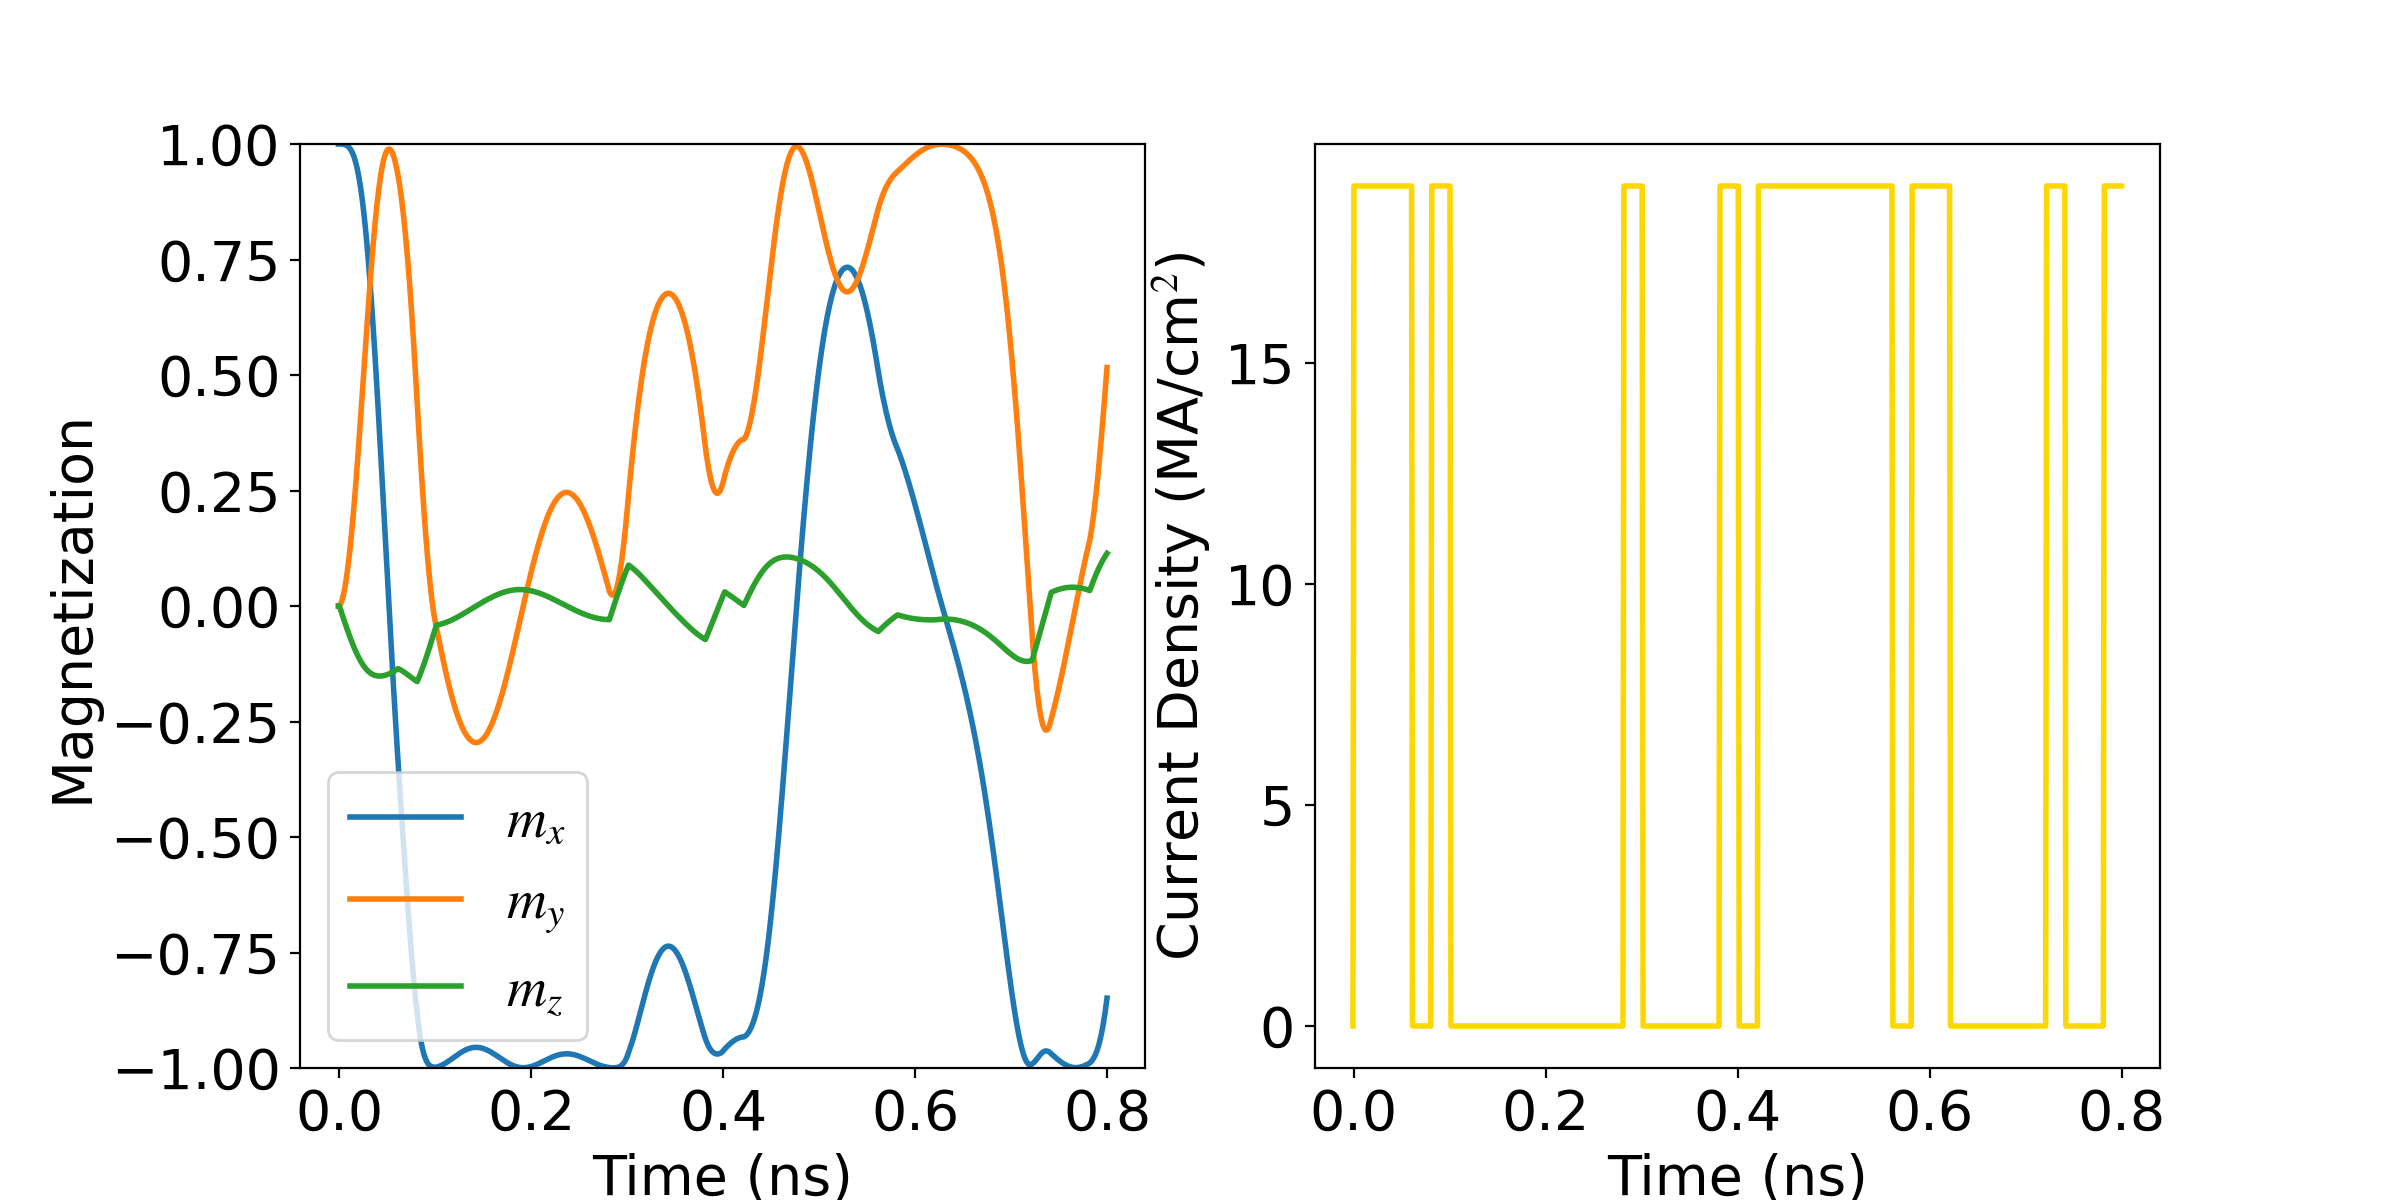 1.00
0.75
0.50
0.25
0.00
−0.25
−0.50
−0.75
−1.00
Magnetization
m_x
m_y
m_z
0.0 0.2 0.4 0.6 0.8
Time (ns)
Current Density (MA/cm²)
15
10
5
0
0.0 0.2 0.4 0.6 0.8
Time (ns)